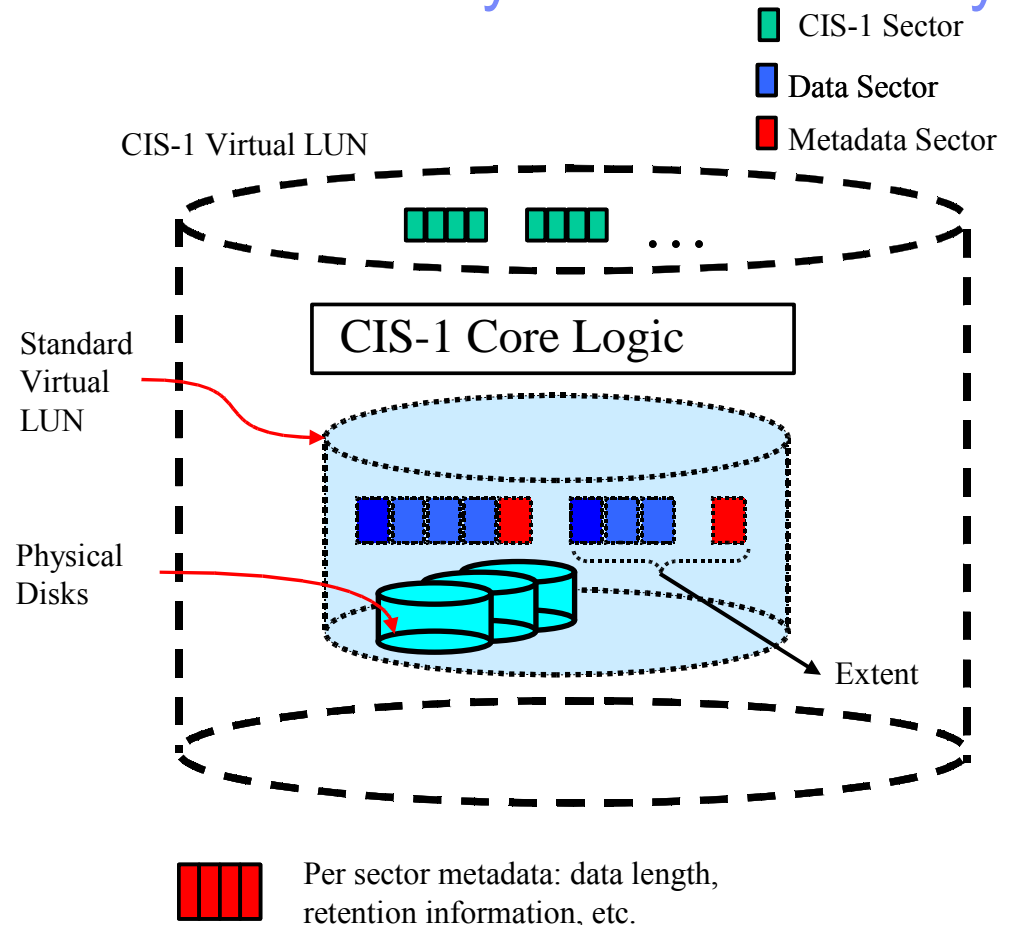 CIS-1 Sector
Data Sector
Metadata Sector
CIS-1 Virtual LUN
. . .
CIS-1 Core Logic
Standard
Virtual
LUN
Physical
Disks
Extent
Per sector metadata: data length,
retention information, etc.